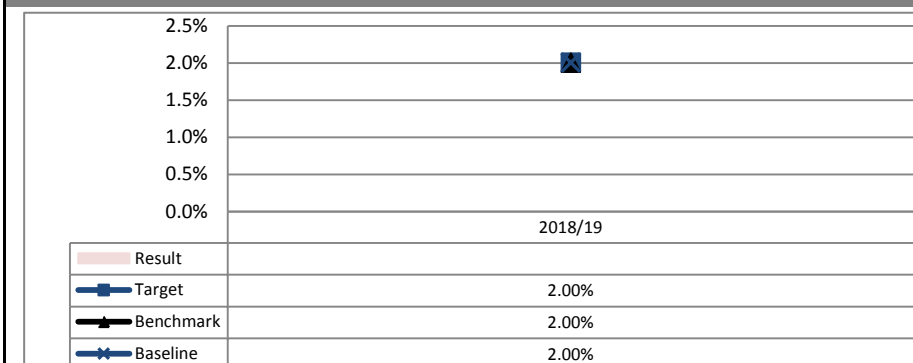 2.5%
2.0%
1.5%
1.0%
0.5%
0.0%
2018/19
Result
Target 2.00%
Benchmark 2.00%
Baseline 2.00%